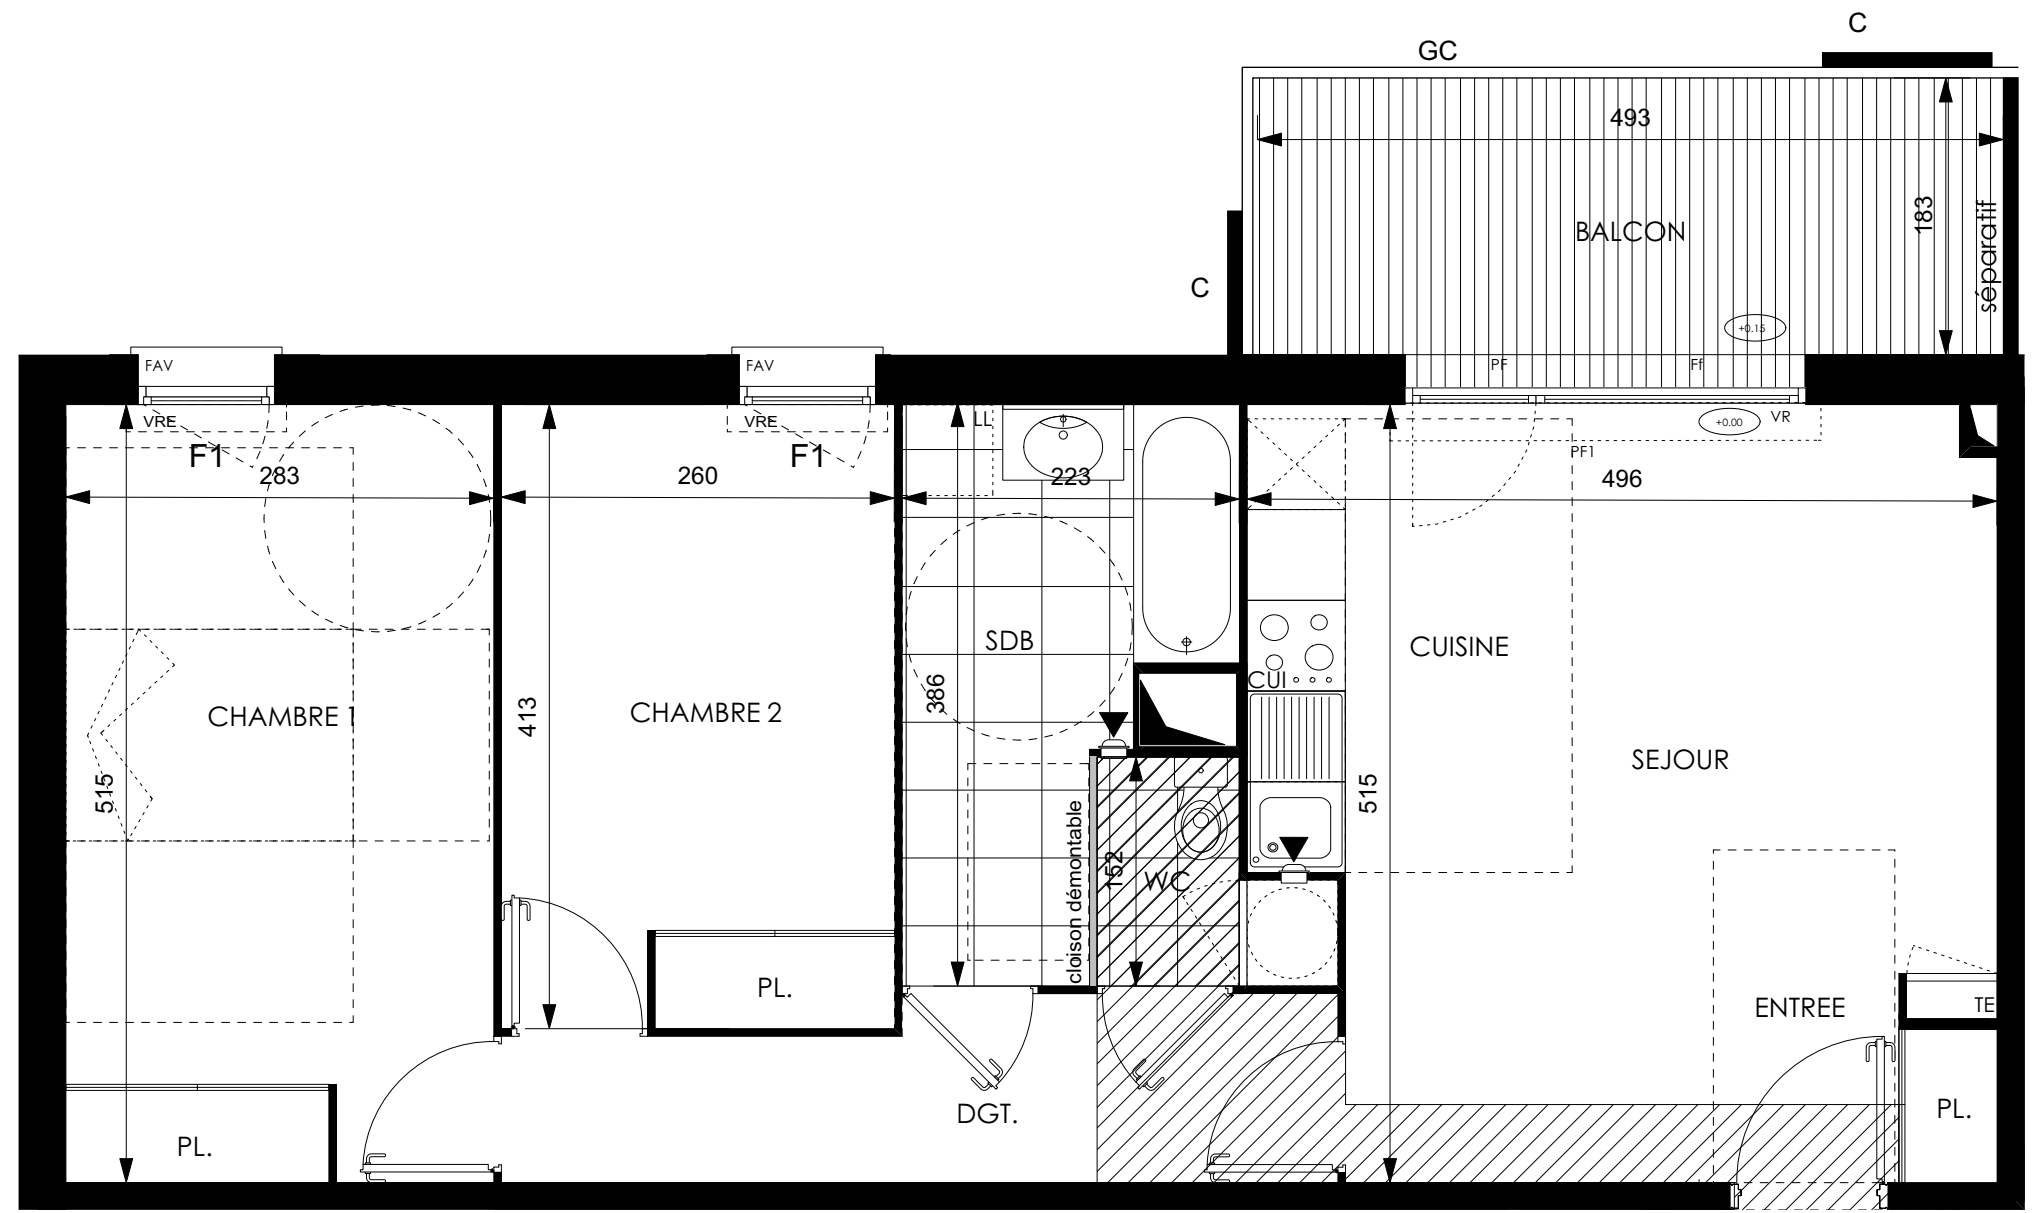 C
GC
493
183
BALCON
séparatif
C
+0.15
FAV
FAV
PF
Ff
VRE
VRE
LL
+0.00
VR
F1
F1
PF1
283
260
223
496
SDB
CUISINE
CUI
386
CHAMBRE 1
413
CHAMBRE 2
SEJOUR
515
515
cloison démontable
152
WC
PL.
ENTREE
TE
DGT.
PL.
PL.